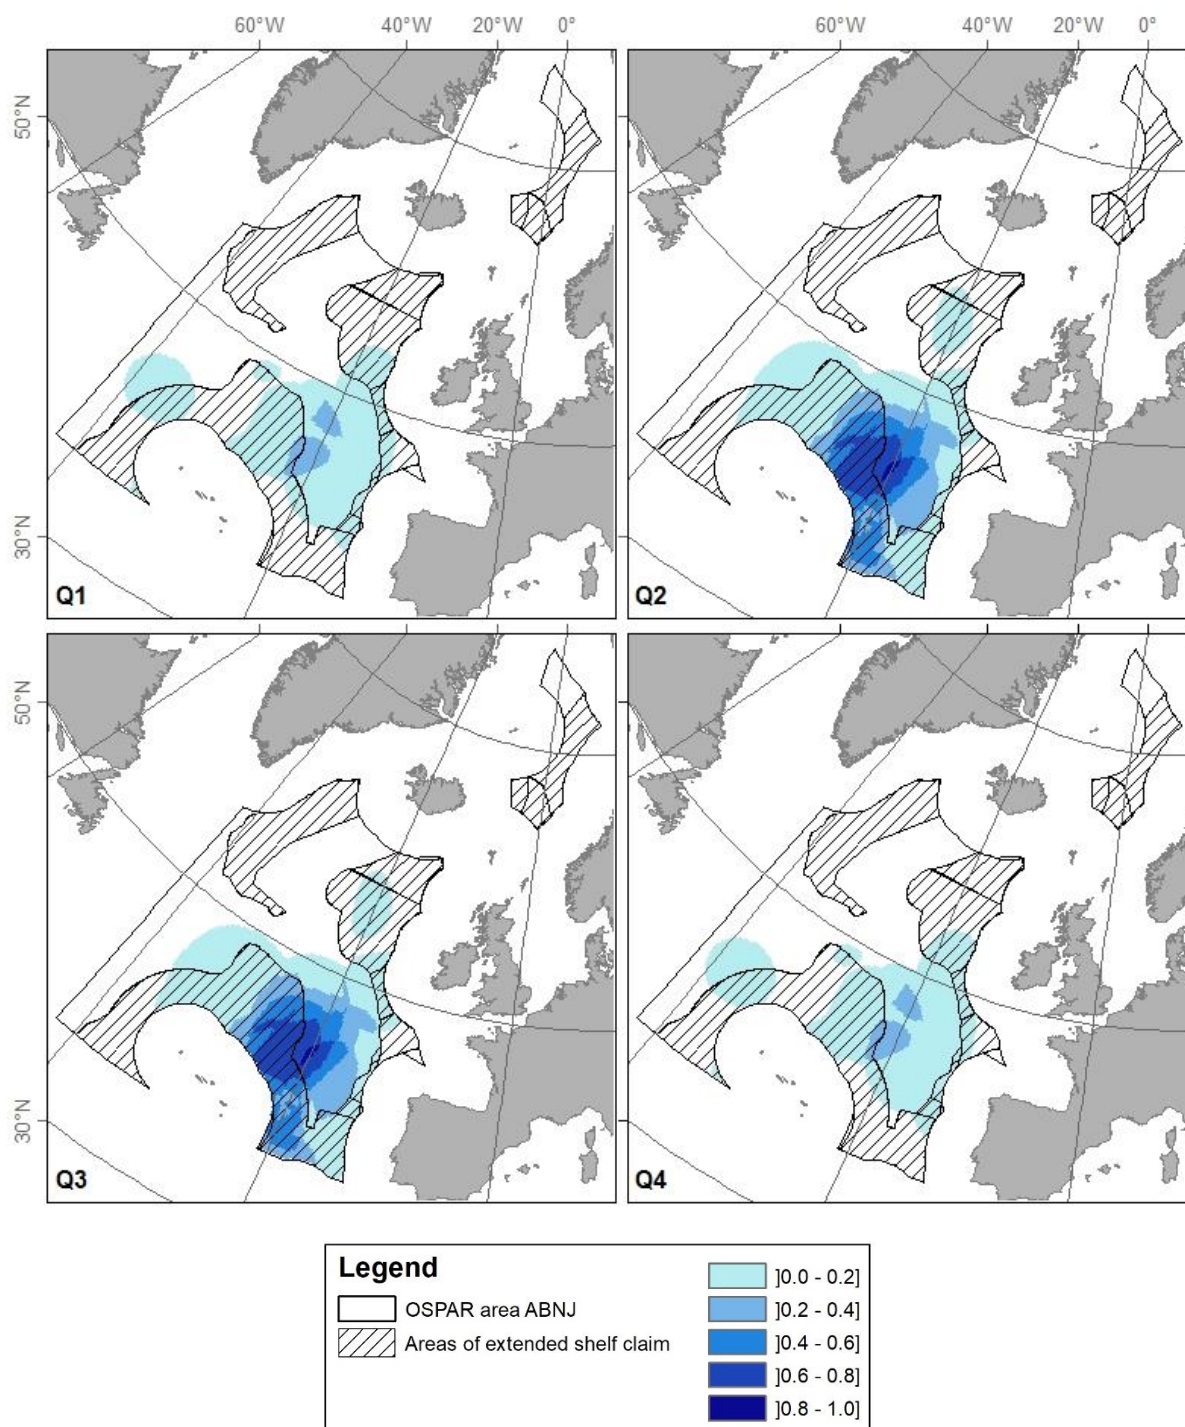 60°W 40°W 20°W 0° 60°W 40°W 20°W 0°
50°N
30°N
Q1 Q2
50°N
30°N
Q3 Q4
Legend
OSPAR area ABNJ
Areas of extended shelf claim
]0.0 - 0.2]
]0.2 - 0.4]
]0.4 - 0.6]
]0.6 - 0.8]
]0.8 - 1.0]